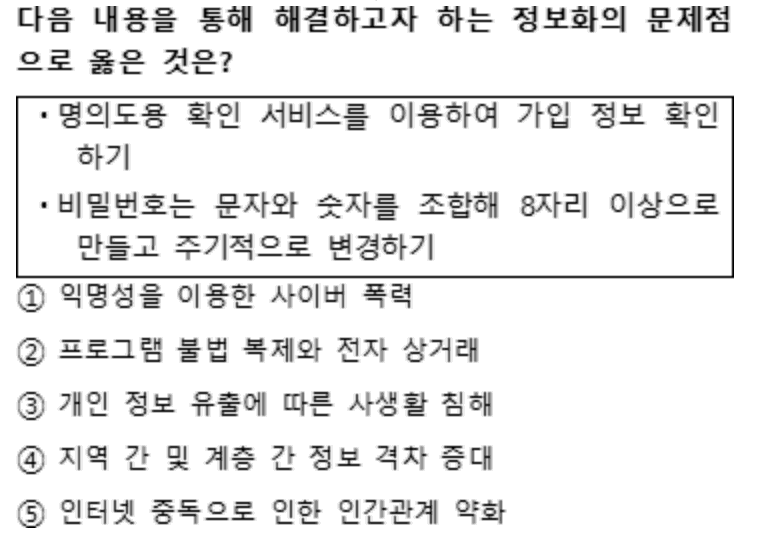 다음 내용을 통해 해결하고자 하는 정보화의 문제점
으로 옳은 것은?
・명의도용 확인 서비스를 이용하여 가입 정보 확인
하기
・비밀번호는 문자와 숫자를 조합해 8자리 이상으로
만들고 주기적으로 변경하기
① 익명성을 이용한 사이버 폭력
② 프로그램 불법 복제와 전자 상거래
③ 개인 정보 유출에 따른 사생활 침해
④ 지역 간 및 계층 간 정보 격차 증대
⑤ 인터넷 중독으로 인한 인간관계 약화